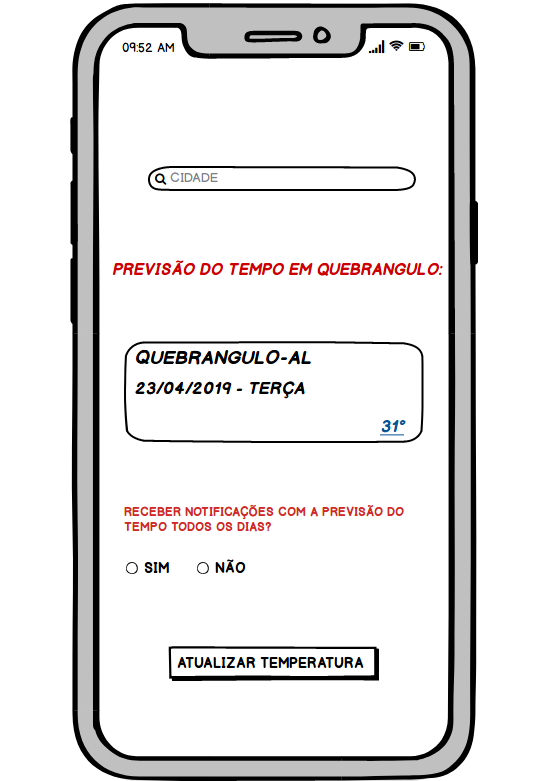 09:52 AM
CIDADE
PREVISÃO DO TEMPO EM QUEBRANGULO:
QUEBRANGULO-AL
23/04/2019 - TERÇA
31°
RECEBER NOTIFICAÇÕES COM A PREVISÃO DO
TEMPO TODOS OS DIAS?
SIM NÃO
ATUALIZAR TEMPERATURA